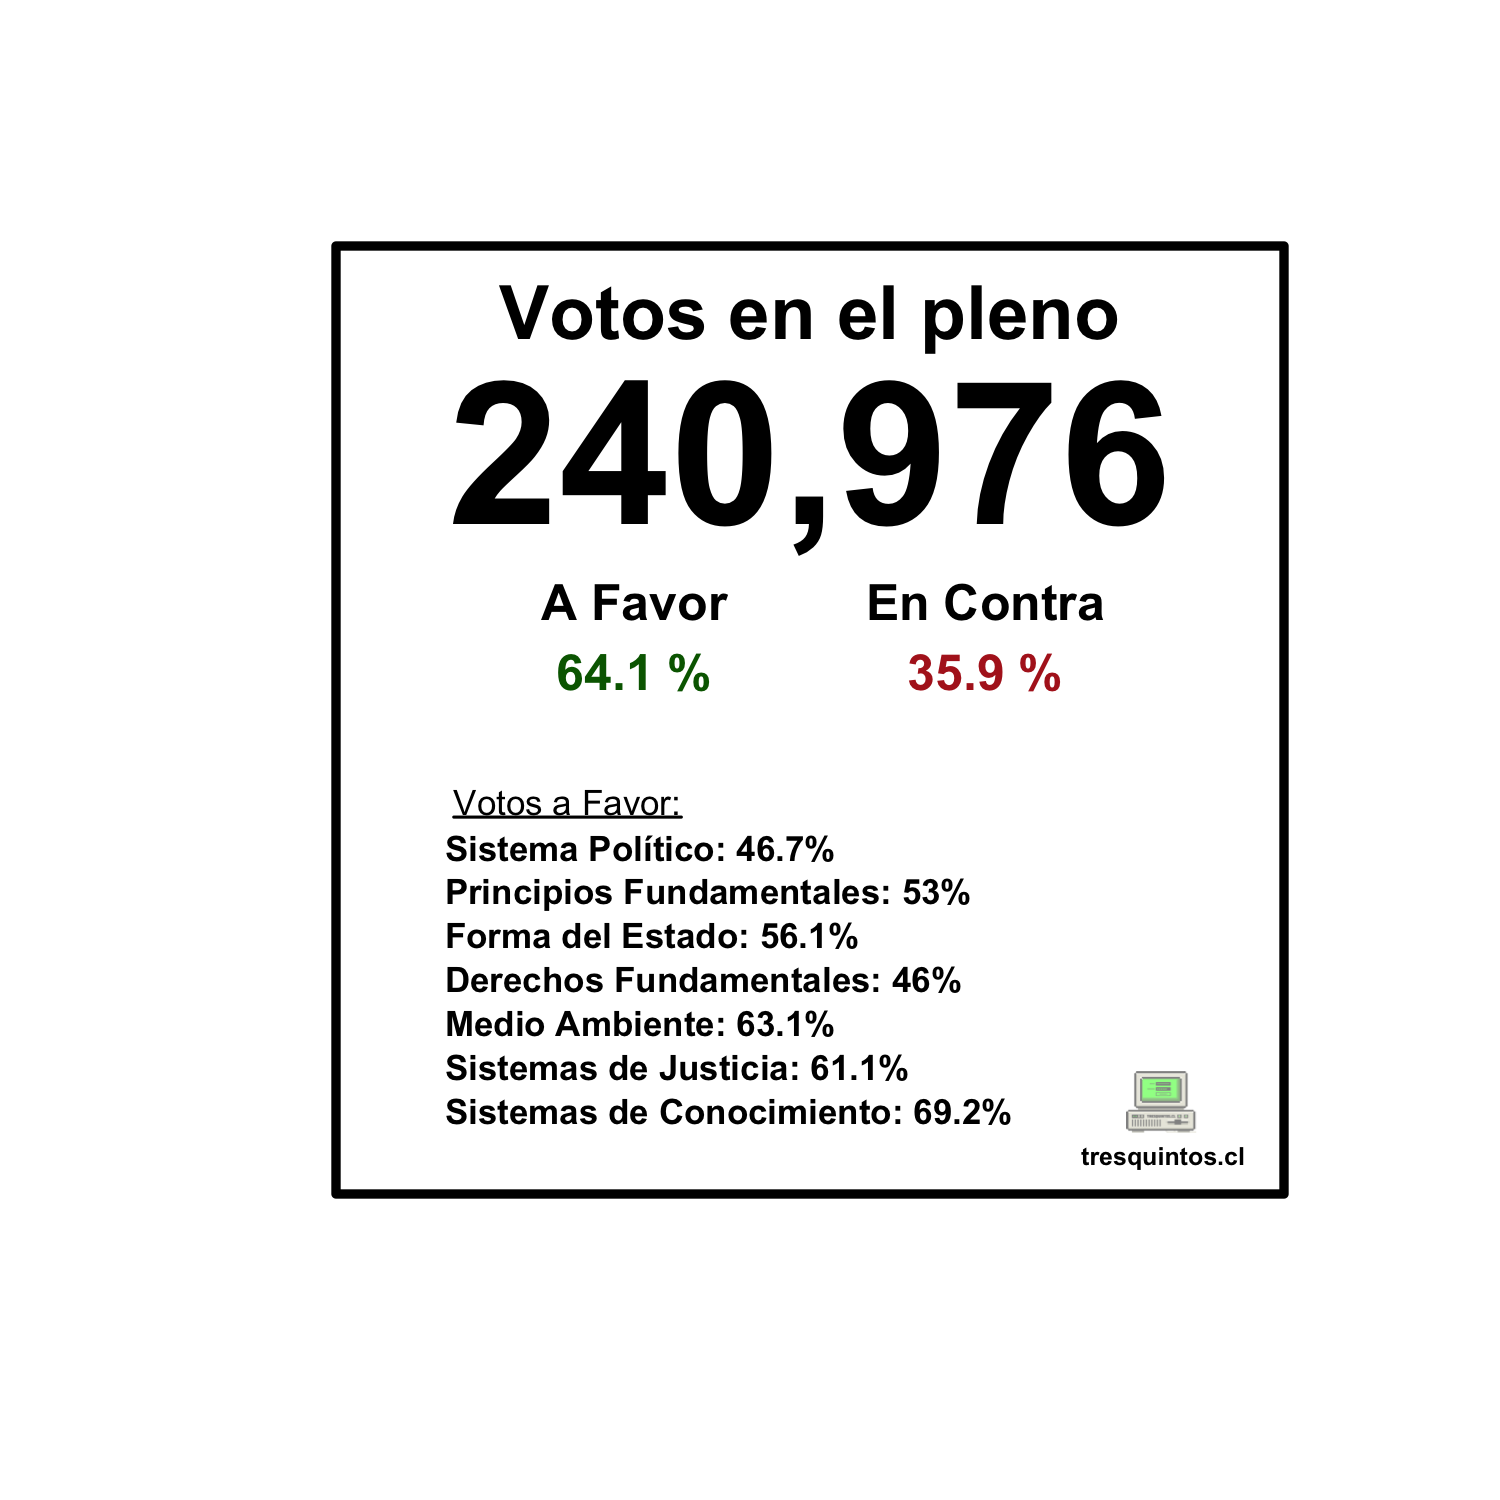 Votos en el pleno
240,976
A Favor En Contra
64.1 % 35.9 %
Votos a Favor:
Sistema Político: 46.7%
Principios Fundamentales: 53%
Forma del Estado: 56.1%
Derechos Fundamentales: 46%
Medio Ambiente: 63.1%
Sistemas de Justicia: 61.1%
Sistemas de Conocimiento: 69.2%
tresquintos.cl